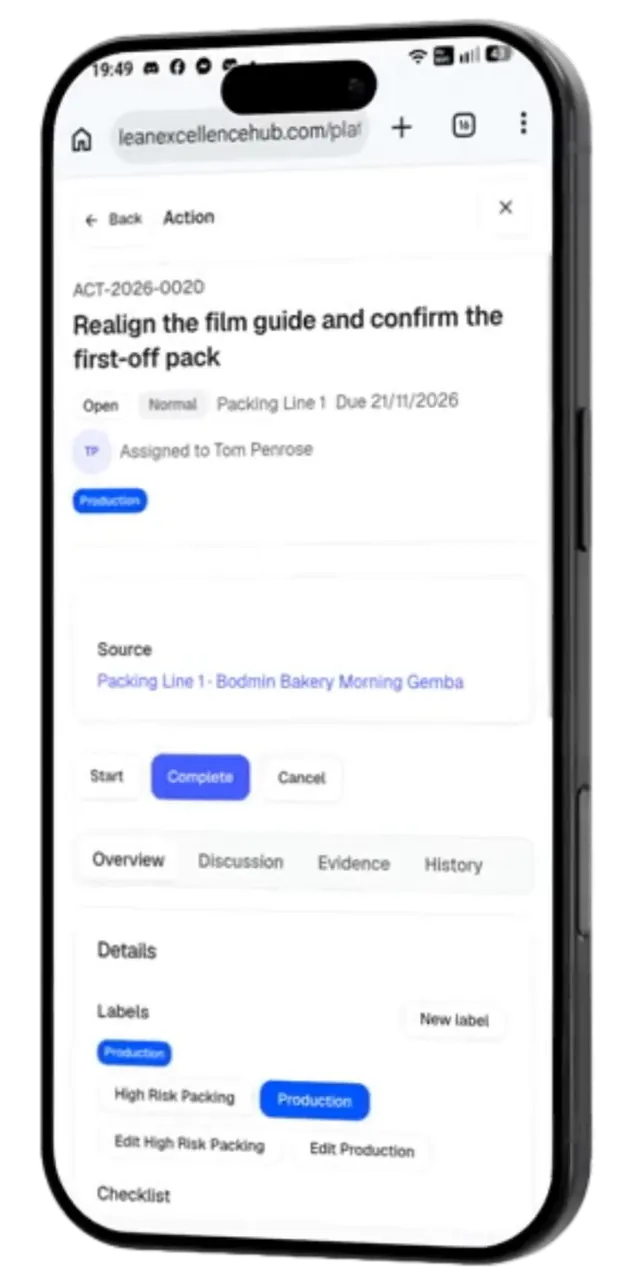 19:49
leanexcellencehub.com/plat
16
← Back Action ×
ACT-2026-0020
Realign the film guide and confirm the
first-off pack
Open Normal Packing Line 1 Due 21/11/2026
TP Assigned to Tom Penrose
Production
Source
Packing Line 1 · Bodmin Bakery Morning Gemba
Start Complete Cancel
Overview Discussion Evidence History
Details
Labels New label
Production
High Risk Packing Production
Edit High Risk Packing Edit Production
Checklist